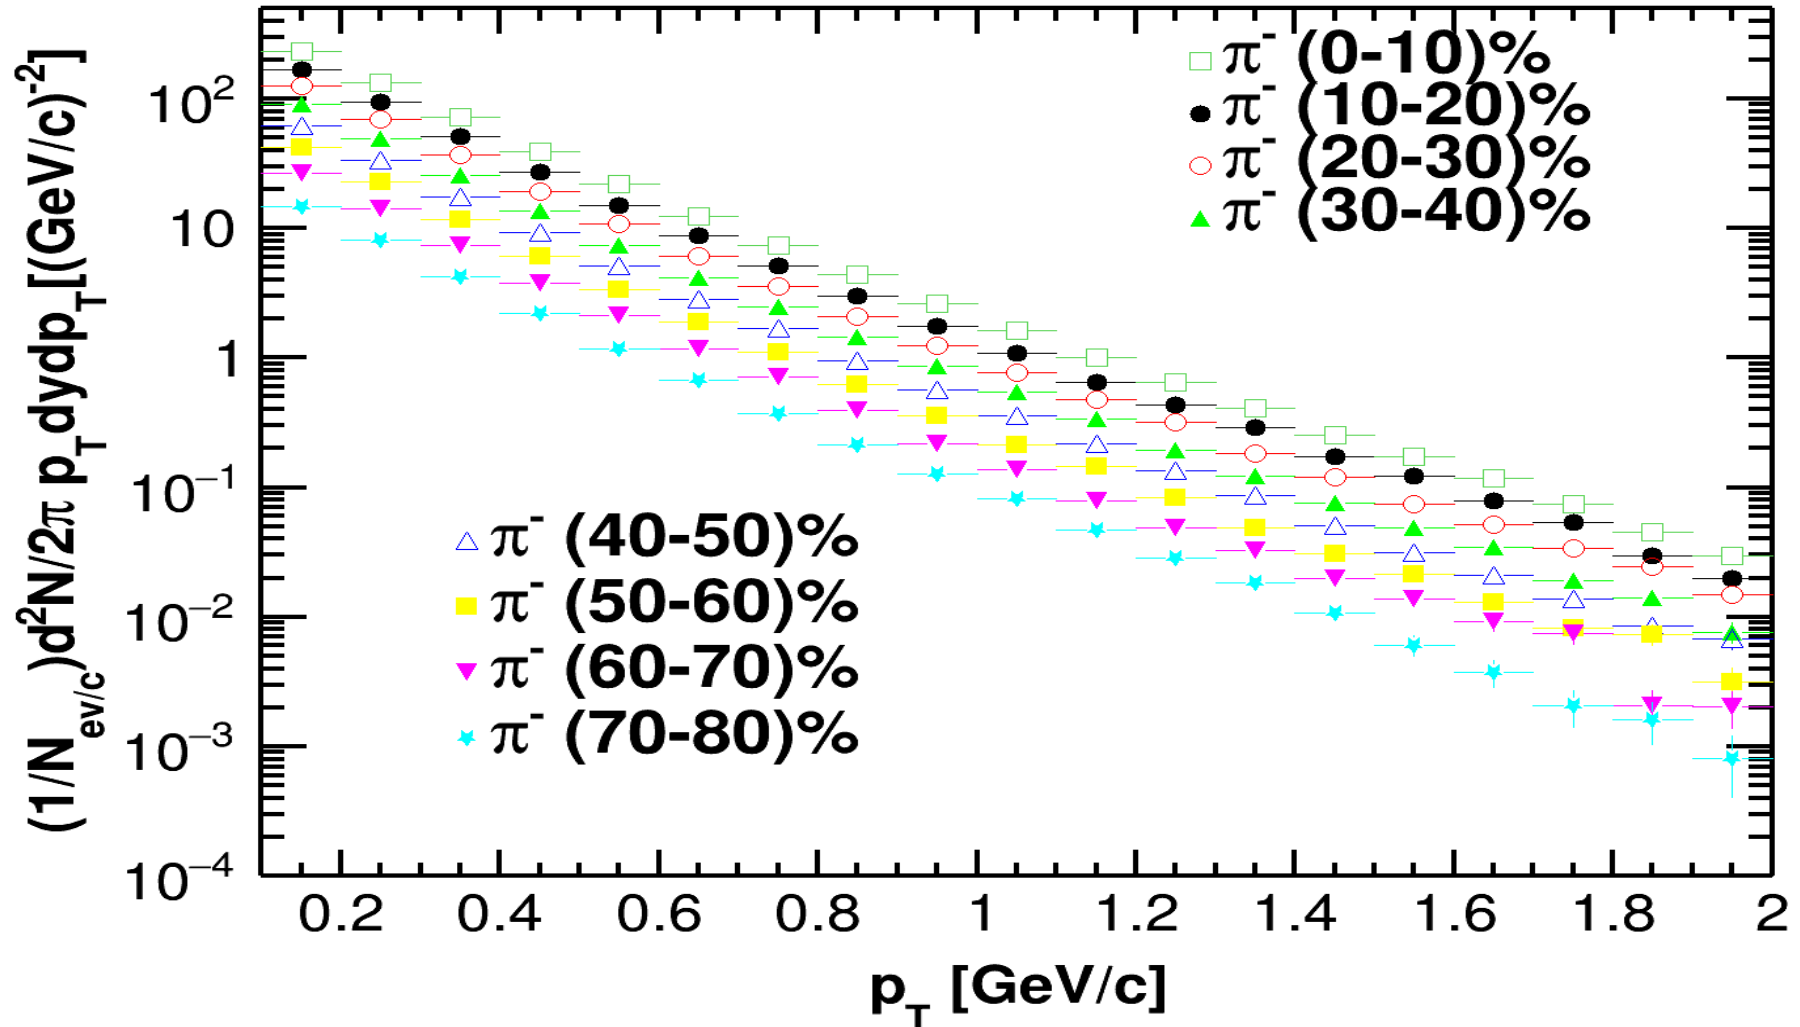 (1/N_ev/c)d²N/2π p_T dydp_T[(GeV/c)⁻²]
10²
10
1
10⁻¹
10⁻²
10⁻³
10⁻⁴
π⁻ (0-10)%
π⁻ (10-20)%
π⁻ (20-30)%
π⁻ (30-40)%
π⁻ (40-50)%
π⁻ (50-60)%
π⁻ (60-70)%
π⁻ (70-80)%
0.2 0.4 0.6 0.8 1 1.2 1.4 1.6 1.8 2
p_T [GeV/c]